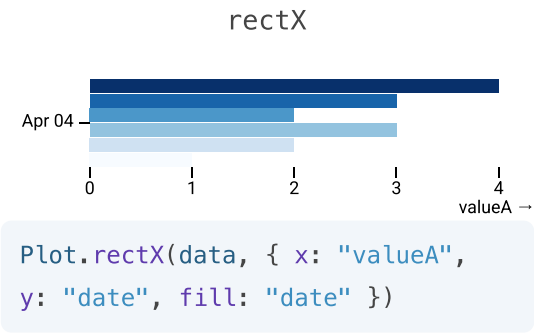 rectX
Apr 04
0 1 2 3 4
valueA →
Plot.rectX(data, { x: "valueA",
y: "date", fill: "date" })